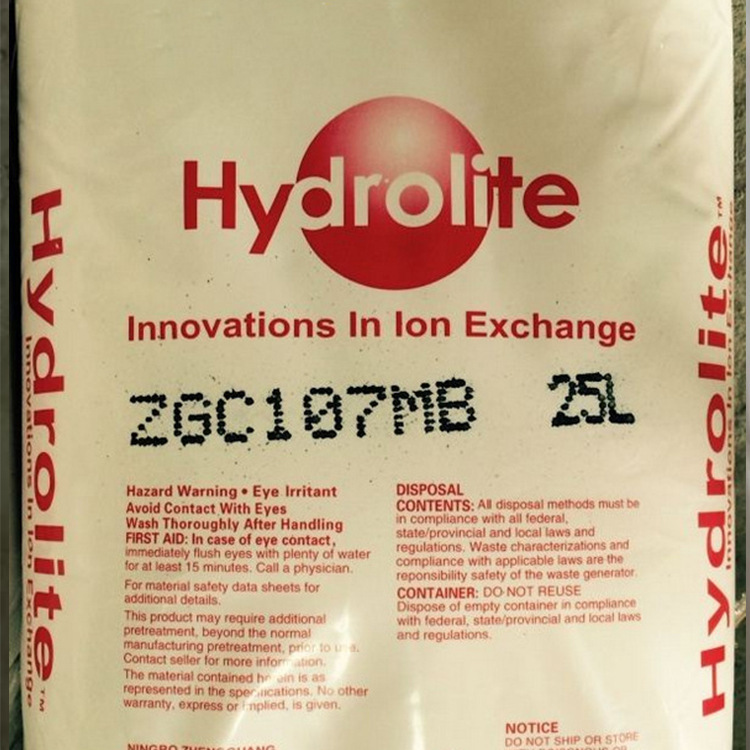 Hydrolite
Innovations In Ion Exchange
ZGC107MB 25L
Hydrolite™
Innovations In Ion Exchange
Hazard Warning • Eye Irritant
Avoid Contact With Eyes
Wash Thoroughly After Handling
FIRST AID: In case of eye contact,
immediately flush eyes with plenty of water
for at least 15 minutes. Call a physician.
For material safety data sheets for
additional details.
This product may require additional
pretreatment, beyond the normal
manufacturing pretreatment, prior to use.
Contact seller for more information.
The material contained herein is as
represented in the specifications. No other
warranty, express or implied, is given.
NINGBO ZHENGGUANG
DISPOSAL
CONTENTS: All disposal methods must be
in compliance with all federal,
state/provincial and local laws and
regulations. Waste characterizations and
compliance with applicable laws are the
reponsibility safety of the waste generator.
CONTAINER: DO NOT REUSE
Dispose of empty container in compliance
with federal, state/provincial and local laws
and regulations.
NOTICE
DO NOT SHIP OR STORE
Hydrolite™
Innovations In Ion Exchange